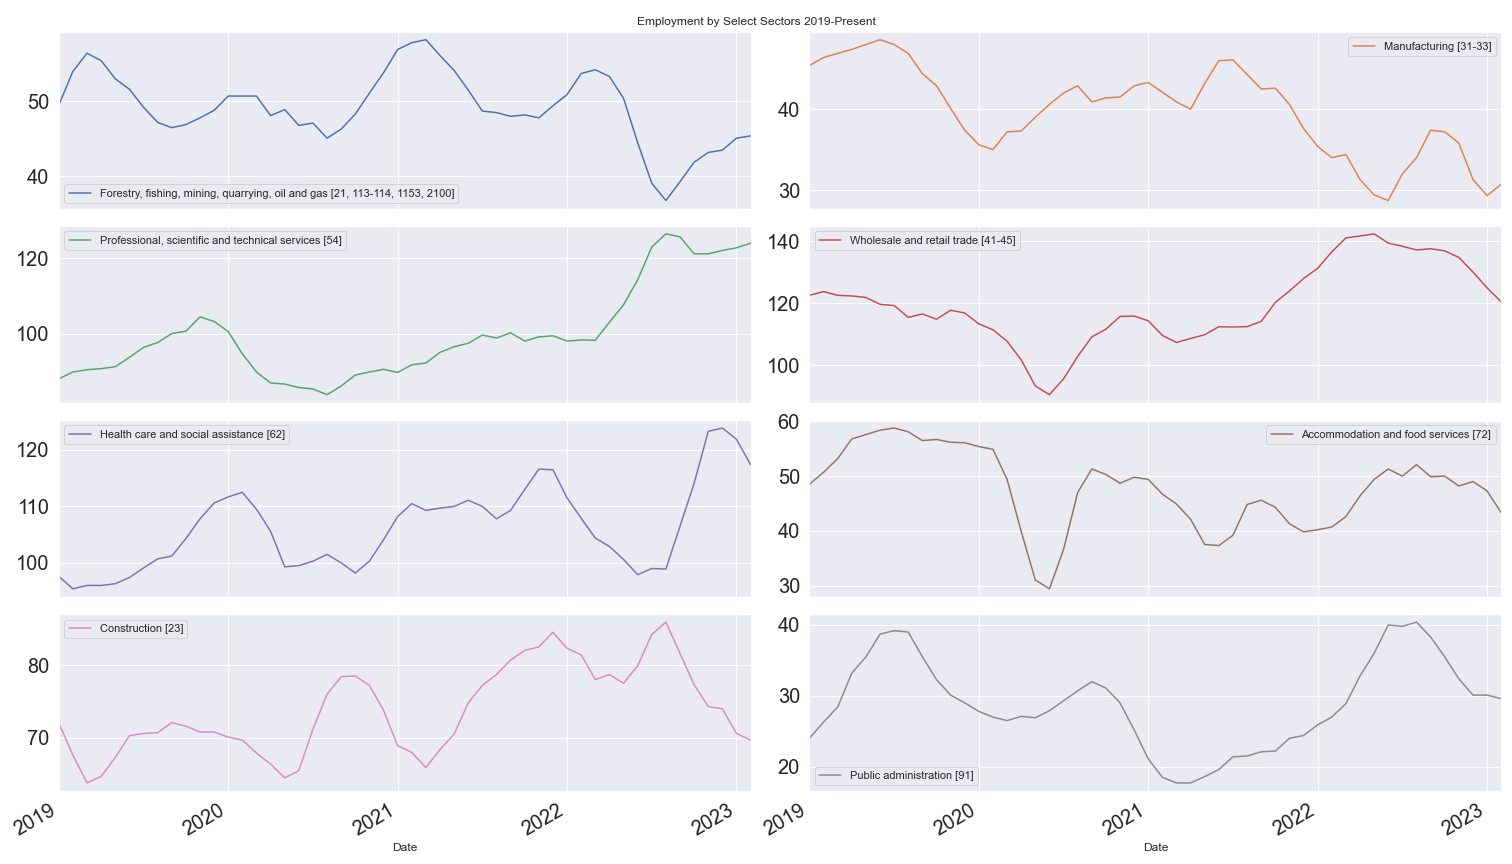 Employment by Select Sectors 2019-Present
50
40
Forestry, fishing, mining, quarrying, oil and gas [21, 113-114, 1153, 2100]
40
30
Manufacturing [31-33]
120
100
Professional, scientific and technical services [54]
140
120
100
Wholesale and retail trade [41-45]
120
110
100
Health care and social assistance [62]
60
50
40
30
Accommodation and food services [72]
80
70
Construction [23]
40
30
20
Public administration [91]
2019 2020 2021 2022 2023
Date
2019 2020 2021 2022 2023
Date